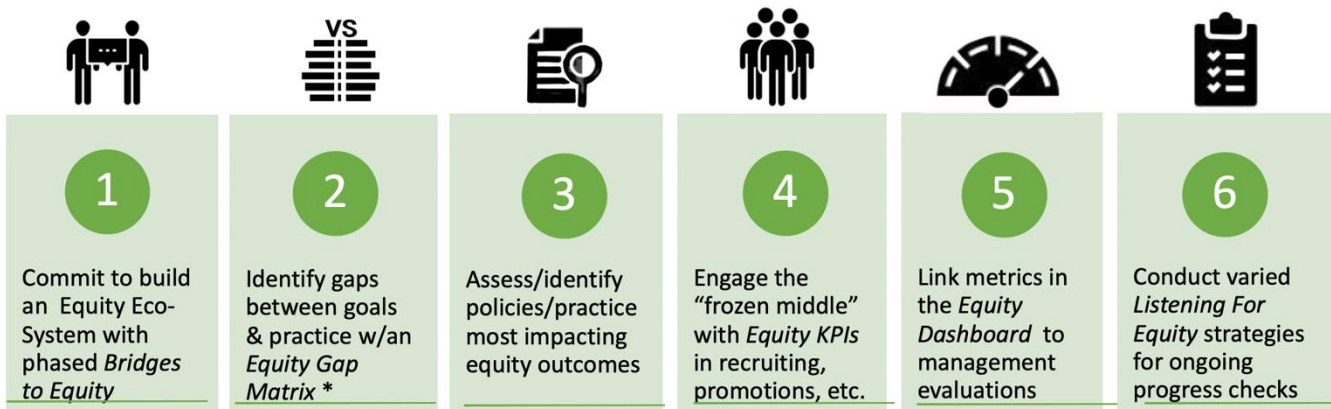 VS
1
Commit to build
an Equity Eco-
System with
phased Bridges
to Equity
2
Identify gaps
between goals
& practice w/an
Equity Gap
Matrix *
3
Assess/identify
policies/practice
most impacting
equity outcomes
4
Engage the
“frozen middle”
with Equity KPIs
in recruiting,
promotions, etc.
5
Link metrics in
the Equity
Dashboard to
management
evaluations
6
Conduct varied
Listening For
Equity strategies
for ongoing
progress checks